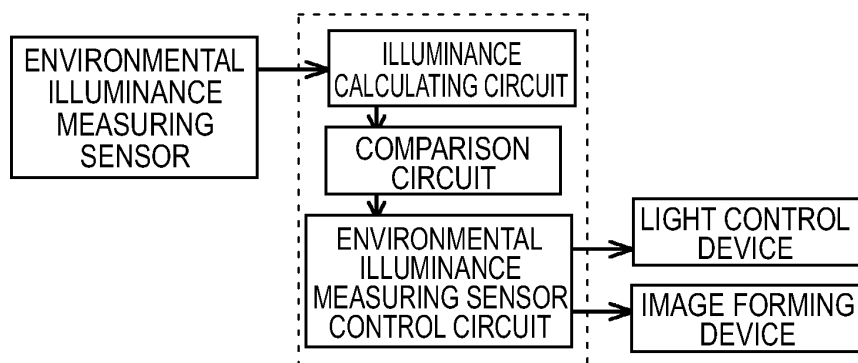 ENVIRONMENTAL
ILLUMINANCE
MEASURING
SENSOR
ILLUMINANCE
CALCULATING CIRCUIT
COMPARISON
CIRCUIT
ENVIRONMENTAL
ILLUMINANCE
MEASURING SENSOR
CONTROL CIRCUIT
LIGHT CONTROL
DEVICE
IMAGE FORMING
DEVICE